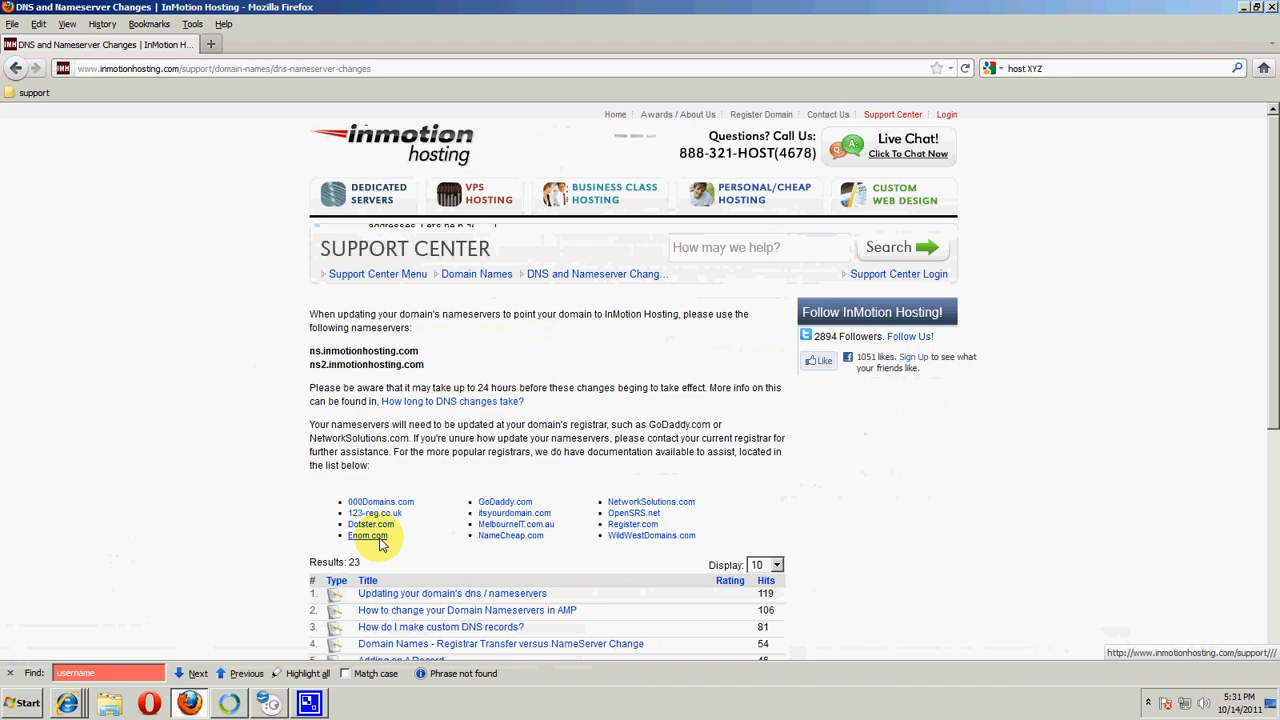 DNS and Nameserver Changes | InMotion Hosting - Mozilla Firefox
File Edit View History Bookmarks Tools Help
DNS and Nameserver Changes | InMotion H...
www.inmotionhosting.com/support/domain-names/dns-nameserver-changes
host XYZ
support
Home Awards / About Us Register Domain Contact Us Support Center Login
inmotion hosting
Questions? Call Us:
888-321-HOST(4678)
Live Chat!
Click To Chat Now
DEDICATED SERVERS
VPS HOSTING
BUSINESS CLASS HOSTING
PERSONAL/CHEAP HOSTING
CUSTOM WEB DESIGN
SUPPORT CENTER
How may we help?
Search
Support Center Menu Domain Names DNS and Nameserver Chang... Support Center Login
When updating your domain's nameservers to point your domain to InMotion Hosting, please use the
following nameservers:
ns.inmotionhosting.com
ns2.inmotionhosting.com
Please be aware that it may take up to 24 hours before these changes beging to take effect. More info on this
can be found in, How long to DNS changes take?
Your nameservers will need to be updated at your domain's registrar, such as GoDaddy.com or
NetworkSolutions.com. If you're unure how update your nameservers, please contact your current registrar for
further assistance. For the more popular registrars, we do have documentation available to assist, located in
the list below:
000Domains.com GoDaddy.com NetworkSolutions.com
123-reg.co.uk itsyourdomain.com OpenSRS.net
Dotster.com MelbourneIT.com.au Register.com
Enom.com NameCheap.com WildWestDomains.com
Follow InMotion Hosting!
2894 Followers. Follow Us!
Like 1051 likes. Sign Up to see what
your friends like.
Results: 23 Display: 10
# Type Title Rating Hits
1. Updating your domain's dns / nameservers 119
2. How to change your Domain Nameservers in AMP 106
3. How do I make custom DNS records? 81
4. Domain Names - Registrar Transfer versus NameServer Change 54
http://www.inmotionhosting.com/support///
Find: username Next Previous Highlight all Match case Phrase not found
Start
5:31 PM
10/14/2011